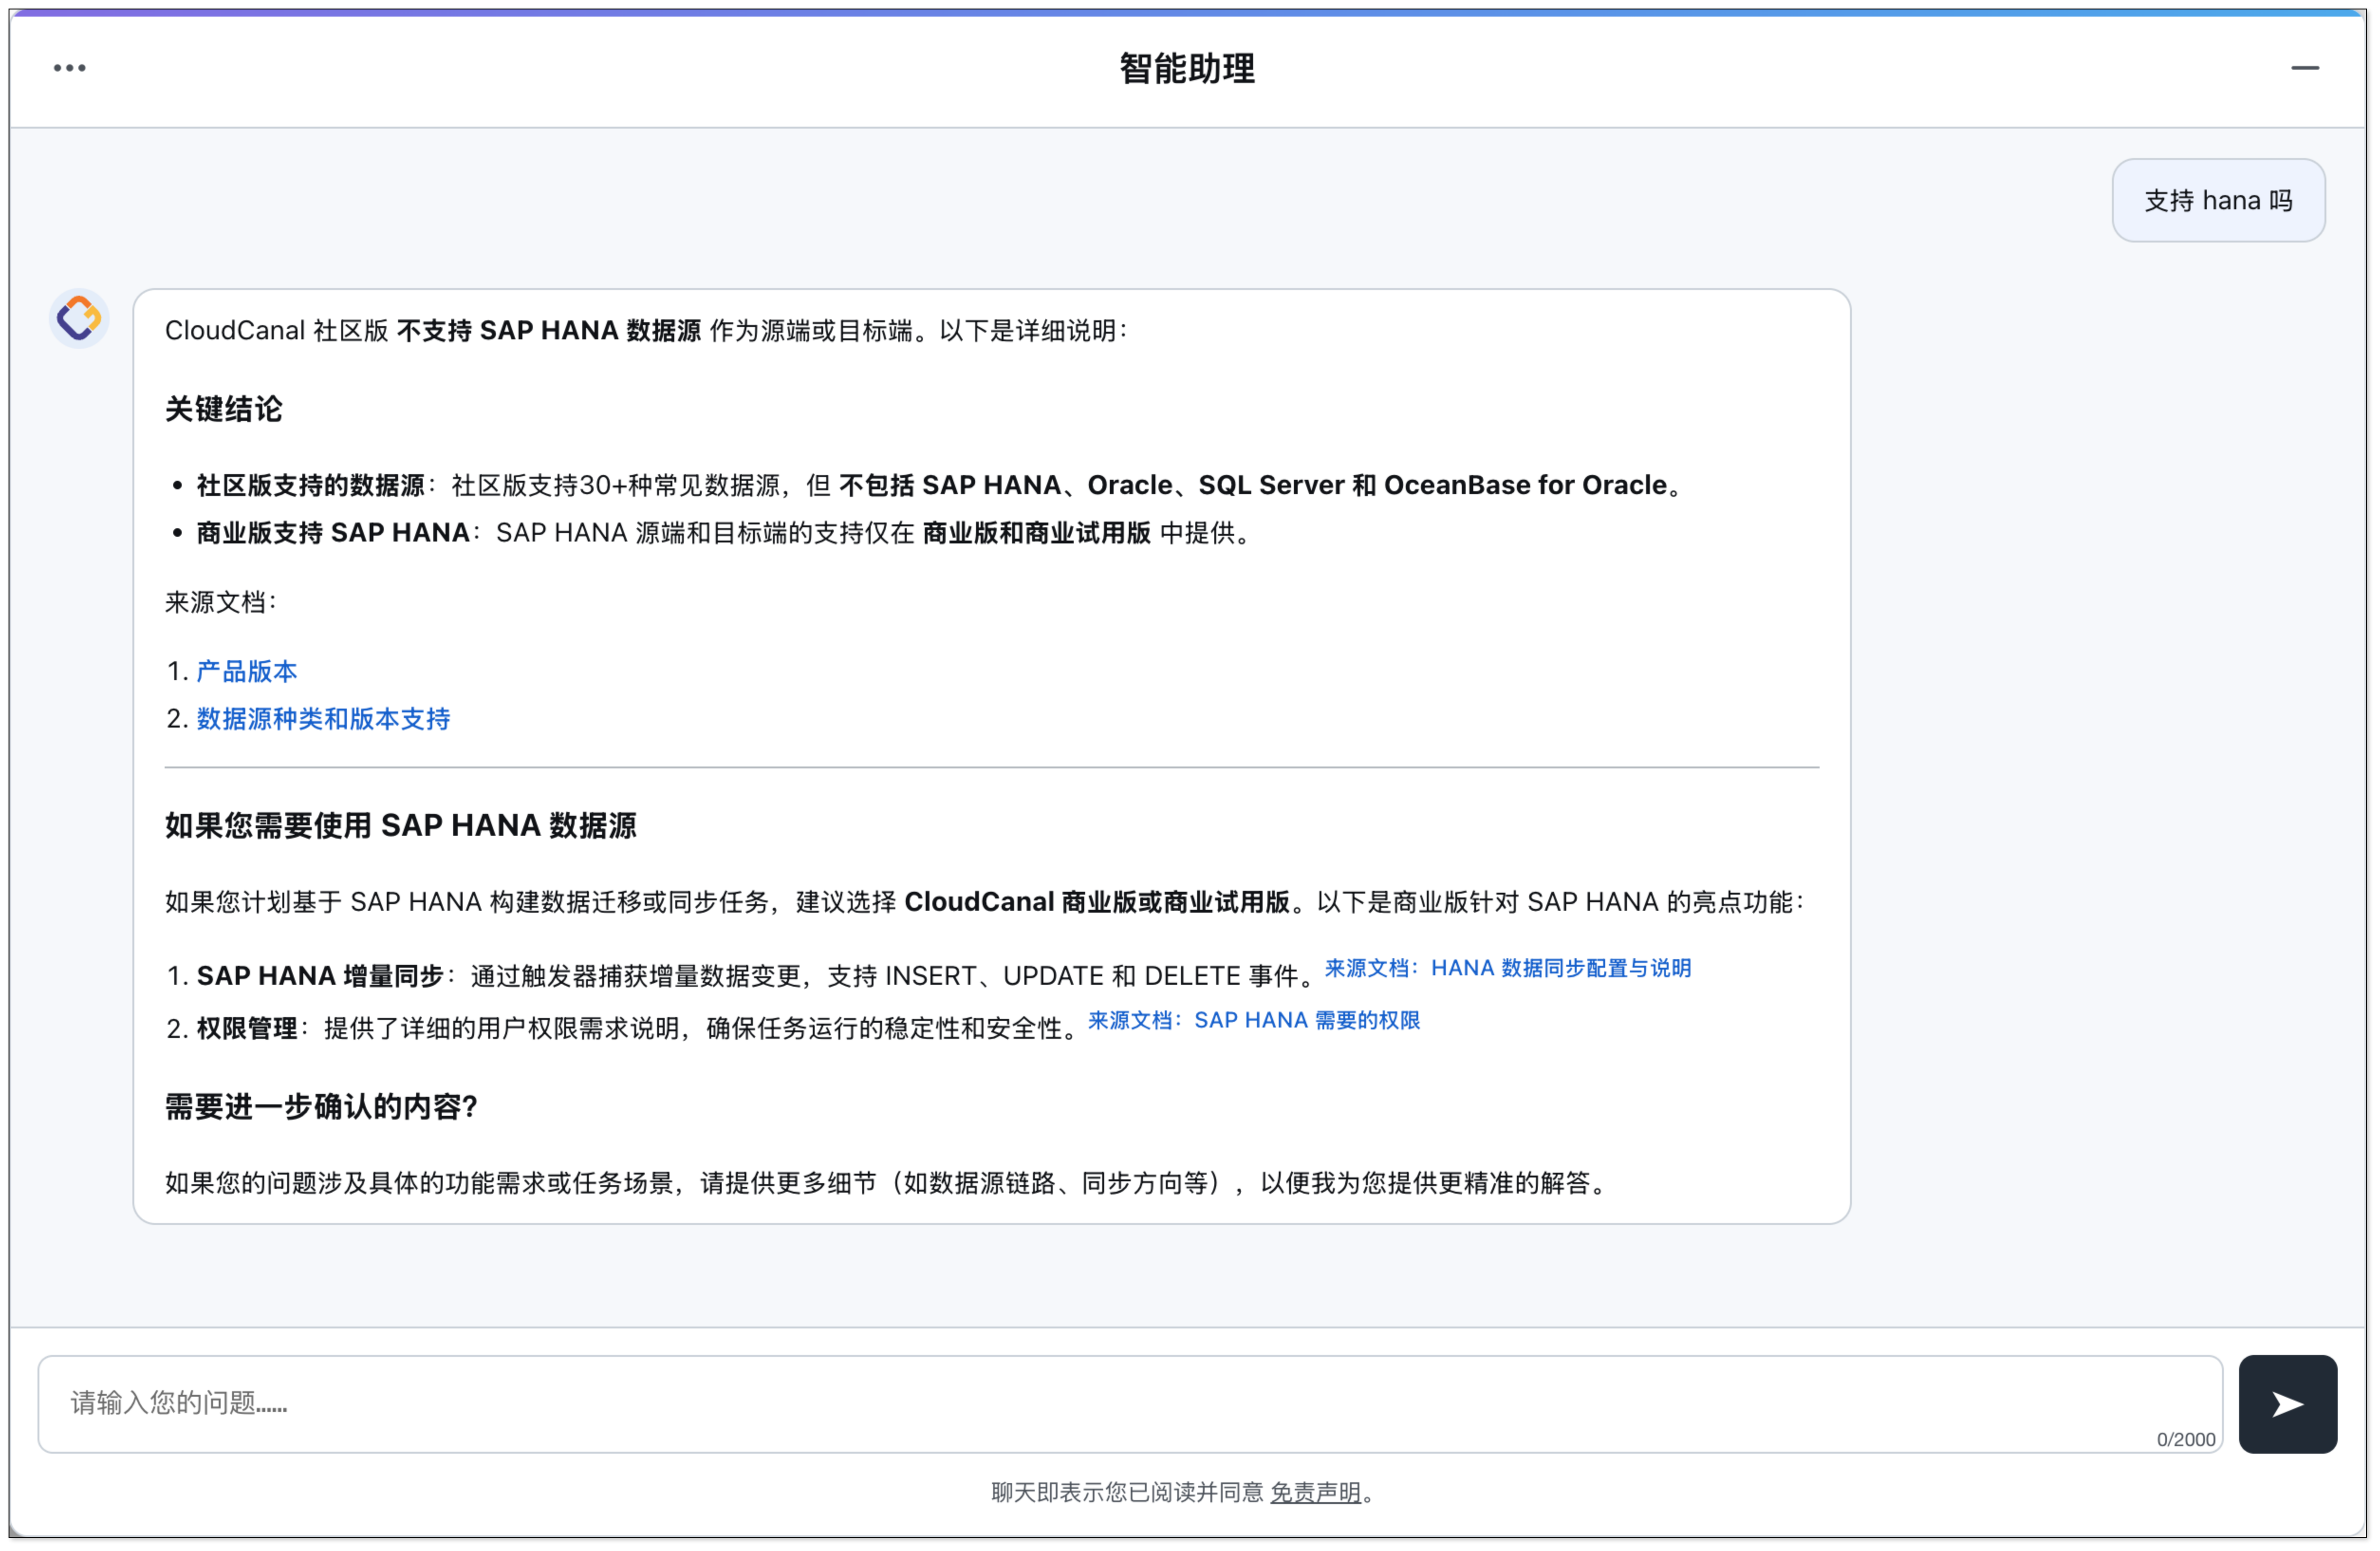 智能助理
支持 hana 吗
CloudCanal 社区版 不支持 SAP HANA 数据源 作为源端或目标端。以下是详细说明：
关键结论
• 社区版支持的数据源：社区版支持30+种常见数据源，但 不包括 SAP HANA、Oracle、SQL Server 和 OceanBase for Oracle。
• 商业版支持 SAP HANA：SAP HANA 源端和目标端的支持仅在 商业版和商业试用版 中提供。
来源文档：
1. 产品版本
2. 数据源种类和版本支持
如果您需要使用 SAP HANA 数据源
如果您计划基于 SAP HANA 构建数据迁移或同步任务，建议选择 CloudCanal 商业版或商业试用版。以下是商业版针对 SAP HANA 的亮点功能：
1. SAP HANA 增量同步：通过触发器捕获增量数据变更，支持 INSERT、UPDATE 和 DELETE 事件。来源文档：HANA 数据同步配置与说明
2. 权限管理：提供了详细的用户权限需求说明，确保任务运行的稳定性和安全性。来源文档：SAP HANA 需要的权限
需要进一步确认的内容？
如果您的问题涉及具体的功能需求或任务场景，请提供更多细节（如数据源链路、同步方向等），以便我为您提供更精准的解答。
请输入您的问题……
0/2000
聊天即表示您已阅读并同意 免责声明。